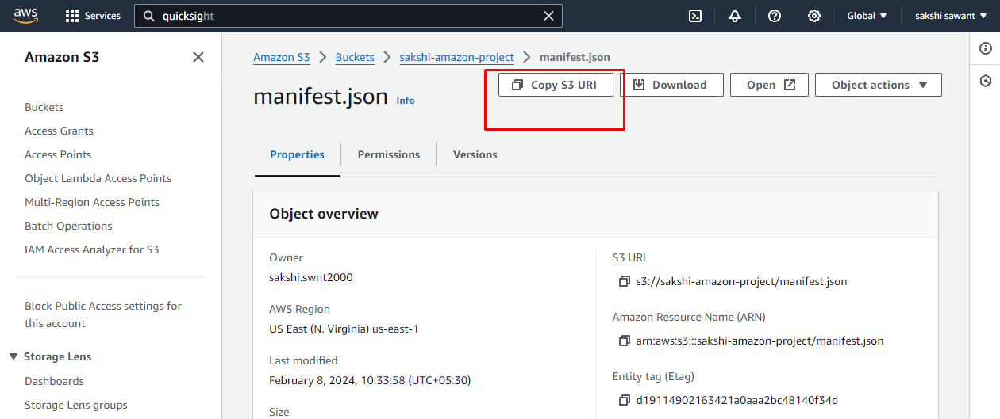 aws
Services
quicksight
Global
sakshi sawant
Amazon S3
Buckets
Access Grants
Access Points
Object Lambda Access Points
Multi-Region Access Points
Batch Operations
IAM Access Analyzer for S3
Block Public Access settings for
this account
Storage Lens
Dashboards
Storage Lens groups
Amazon S3 > Buckets > sakshi-amazon-project > manifest.json
manifest.json Info
Copy S3 URI
Download
Open
Object actions
Properties
Permissions
Versions
Object overview
Owner
sakshi.swnt2000
AWS Region
US East (N. Virginia) us-east-1
Last modified
February 8, 2024, 10:33:58 (UTC+05:30)
Size
S3 URI
s3://sakshi-amazon-project/manifest.json
Amazon Resource Name (ARN)
arn:aws:s3:::sakshi-amazon-project/manifest.json
Entity tag (Etag)
d19114902163421a0aaa2bc48140f34d